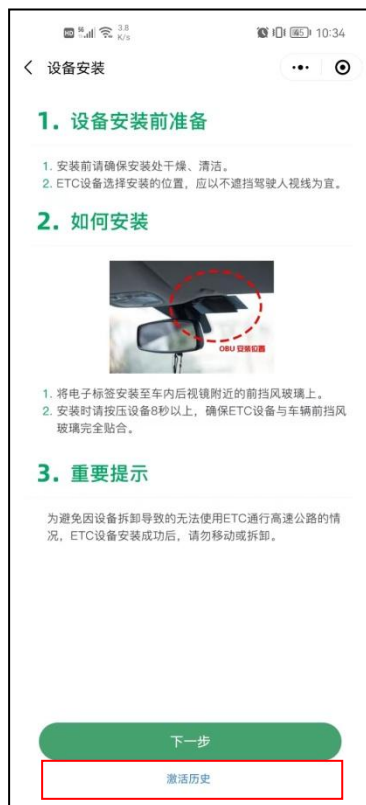 HD 5G 3.8 K/s 45 10:34
设备安装
1. 设备安装前准备
1. 安装前请确保安装处干燥、清洁。
2. ETC设备选择安装的位置，应以不遮挡驾驶人视线为宜。
2. 如何安装
OBU 安装位置
1. 将电子标签安装至车内后视镜附近的前挡风玻璃上。
2. 安装时请按压设备8秒以上，确保ETC设备与车辆前挡风
玻璃完全贴合。
3. 重要提示
为避免因设备拆卸导致的无法使用ETC通行高速公路的情
况，ETC设备安装成功后，请勿移动或拆卸。
下一步
激活历史